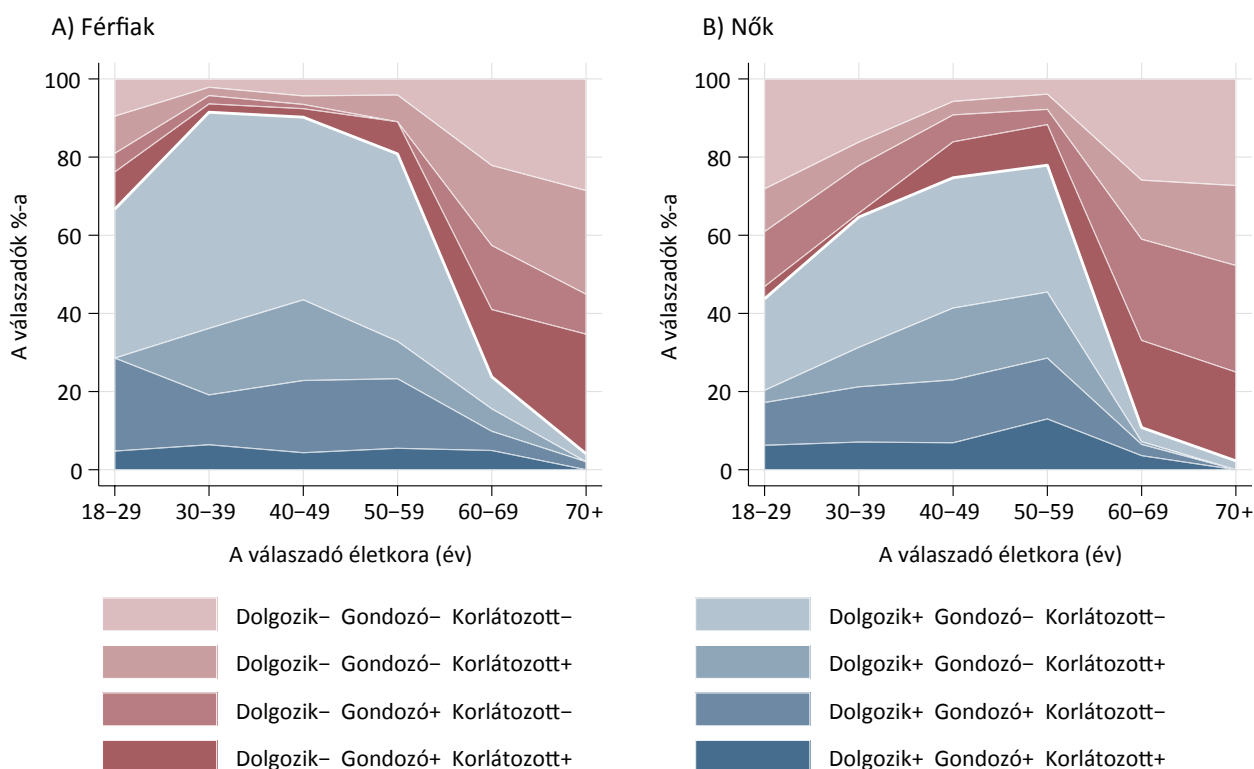 A) Férfiak
B) Nők
A válaszadók %-a
100
80
60
40
20
0
18–29 30–39 40–49 50–59 60–69 70+
A válaszadó életkora (év)
A válaszadók %-a
100
80
60
40
20
0
18–29 30–39 40–49 50–59 60–69 70+
A válaszadó életkora (év)
Dolgozik– Gondozó– Korlátozott–
Dolgozik– Gondozó– Korlátozott+
Dolgozik– Gondozó+ Korlátozott–
Dolgozik– Gondozó+ Korlátozott+
Dolgozik+ Gondozó– Korlátozott–
Dolgozik+ Gondozó– Korlátozott+
Dolgozik+ Gondozó+ Korlátozott–
Dolgozik+ Gondozó+ Korlátozott+